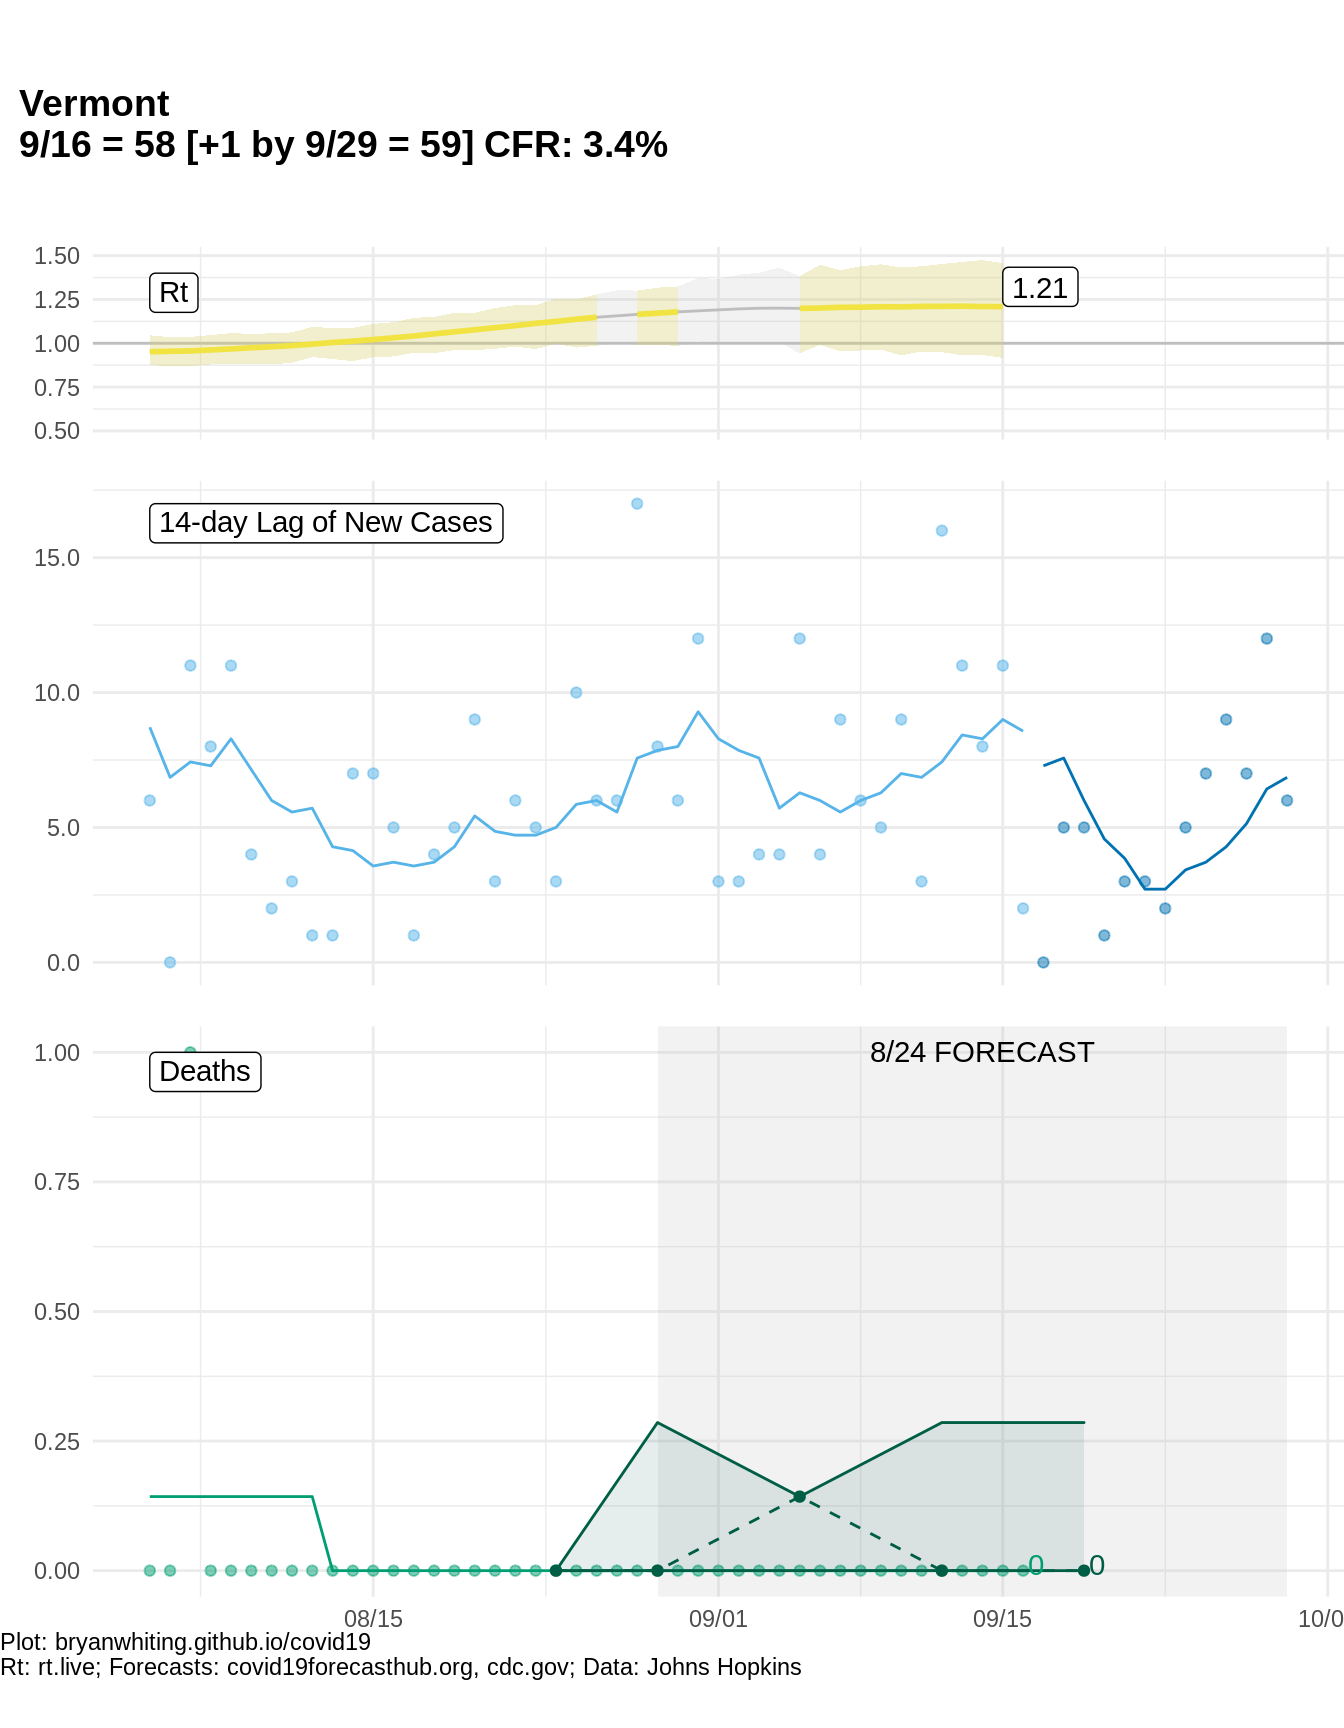 Vermont
9/16 = 58 [+1 by 9/29 = 59] CFR: 3.4%
1.50
1.25
1.00
0.75
0.50
Rt
1.21
14-day Lag of New Cases
15.0
10.0
5.0
0.0
8/24 FORECAST
Deaths
1.00
0.75
0.50
0.25
0.00
0
0
08/15
09/01
09/15
10/0
Plot: bryanwhiting.github.io/covid19
Rt: rt.live; Forecasts: covid19forecasthub.org, cdc.gov; Data: Johns Hopkins